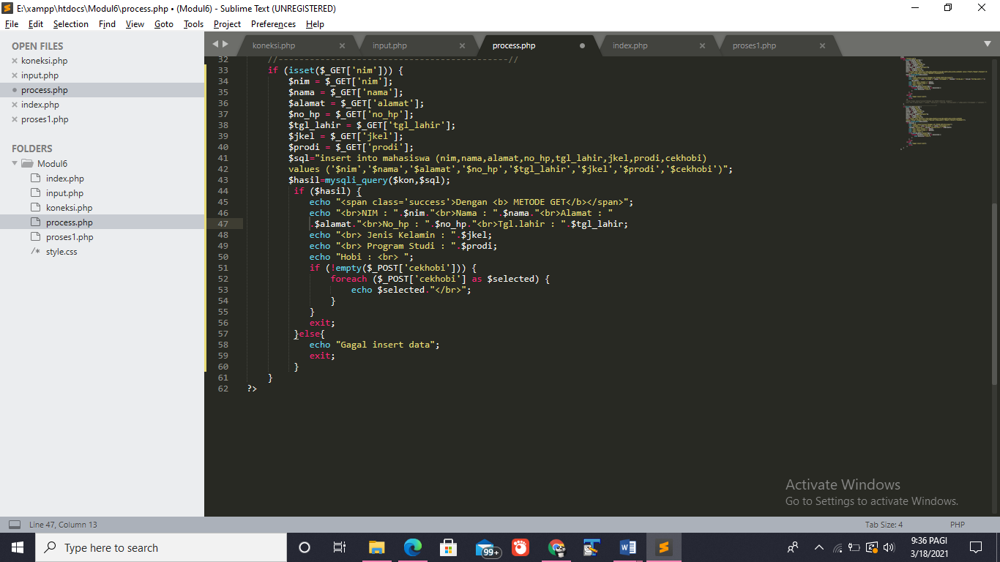 E:\xampp\htdocs\Modul6\process.php • (Modul6) - Sublime Text (UNREGISTERED)
File Edit Selection Find View Goto Tools Project Preferences Help
OPEN FILES
koneksi.php
input.php
process.php
index.php
proses1.php
FOLDERS
Modul6
index.php
input.php
koneksi.php
process.php
proses1.php
/* style.css
koneksi.php input.php process.php index.php proses1.php
32 //--------------------------------------------//
33 if (isset($_GET['nim'])) {
34 $nim = $_GET['nim'];
35 $nama = $_GET['nama'];
36 $alamat = $_GET['alamat'];
37 $no_hp = $_GET['no_hp'];
38 $tgl_lahir = $_GET['tgl_lahir'];
39 $jkel = $_GET['jkel'];
40 $prodi = $_GET['prodi'];
41 $sql="insert into mahasiswa (nim,nama,alamat,no_hp,tgl_lahir,jkel,prodi,cekhobi)
42 values ('$nim','$nama','$alamat','$no_hp','$tgl_lahir','$jkel','$prodi','$cekhobi')";
43 $hasil=mysqli_query($kon,$sql);
44 if ($hasil) {
45 echo "<span class='success'>Dengan <b> METODE GET</b></span>";
46 echo "<br>NIM : ".$nim."<br>Nama : ".$nama."<br>Alamat : "
47 .$alamat."<br>No_hp : ".$no_hp."<br>Tgl.lahir : ".$tgl_lahir;
48 echo "<br> Jenis Kelamin : ".$jkel;
49 echo "<br> Program Studi : ".$prodi;
50 echo "Hobi : <br> ";
51 if (!empty($_POST['cekhobi'])) {
52 foreach ($_POST['cekhobi'] as $selected) {
53 echo $selected."</br>";
54 }
55 }
56 exit;
57 }else{
58 echo "Gagal insert data";
59 exit;
60 }
61 }
62 ?>
Activate Windows
Go to Settings to activate Windows.
Line 47, Column 13 Tab Size: 4 PHP
Type here to search
99+
9:36 PAGI
3/18/2021